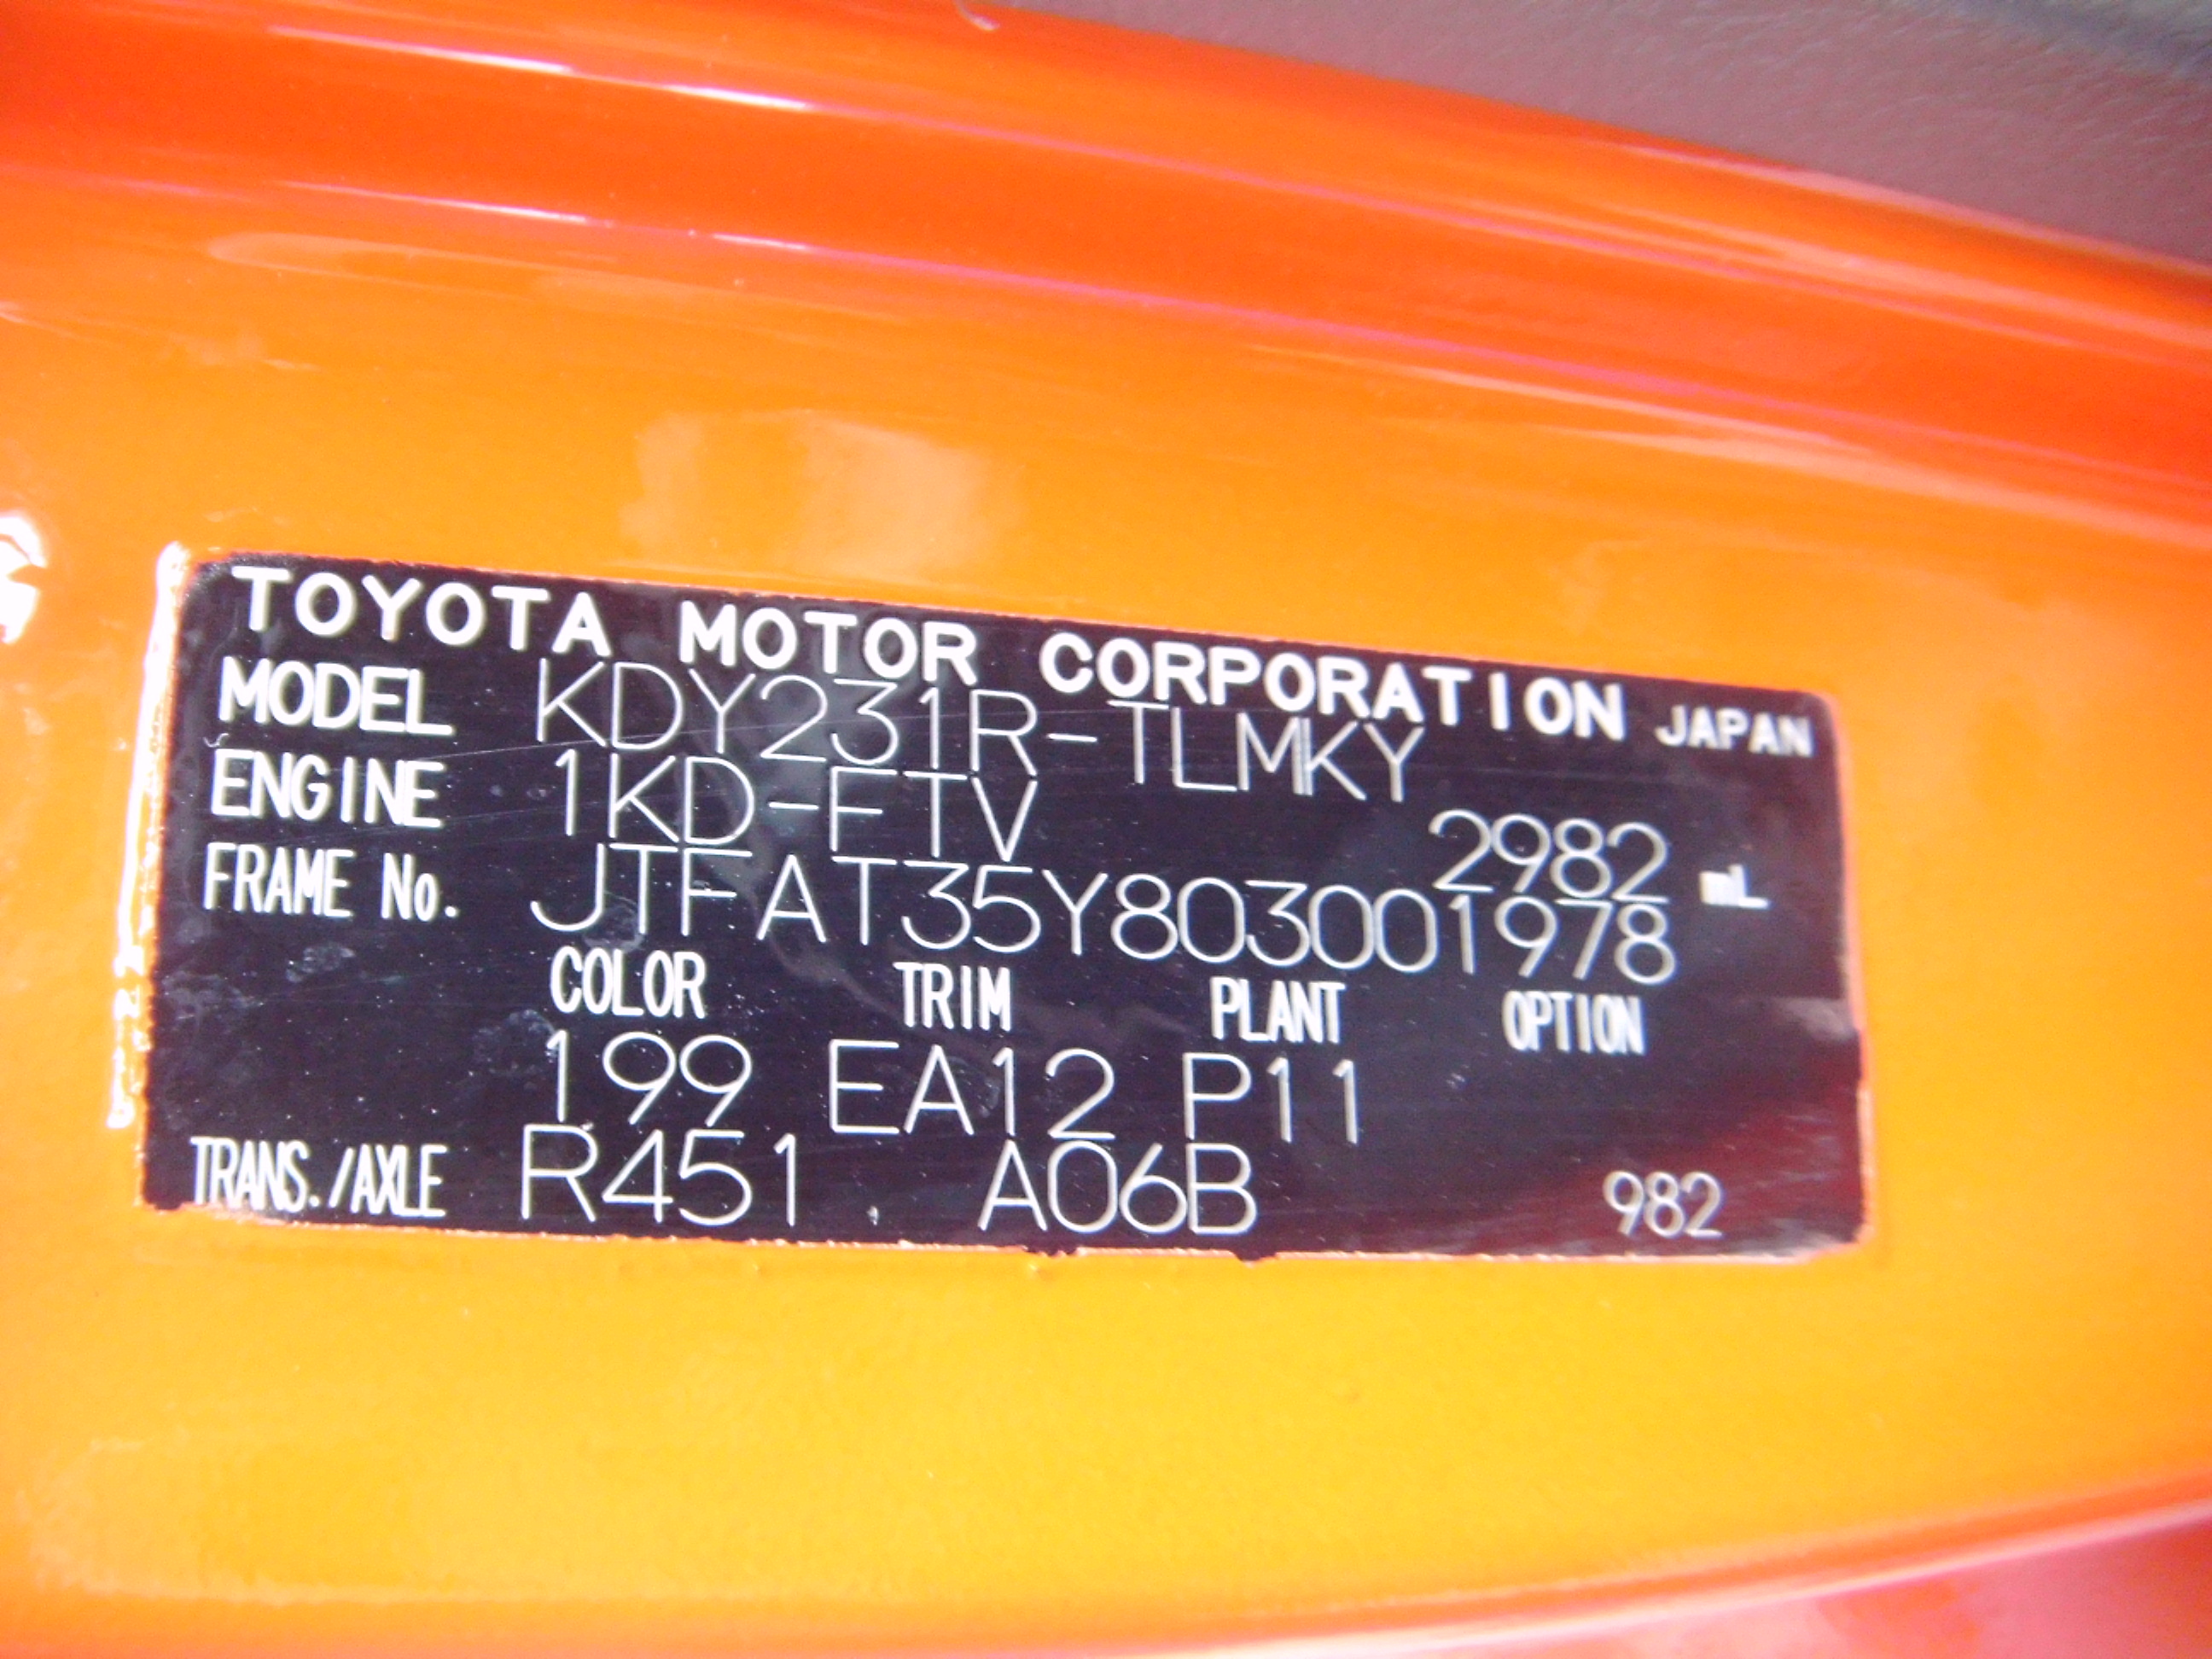 TOYOTA MOTOR CORPORATION JAPAN
MODEL KDY231R-TLMKY
ENGINE 1KD-FTV 2982 mL
FRAME No. JTFAT35Y803001978
COLOR TRIM PLANT OPTION
199 EA12 P11
TRANS./AXLE R451 A06B 982